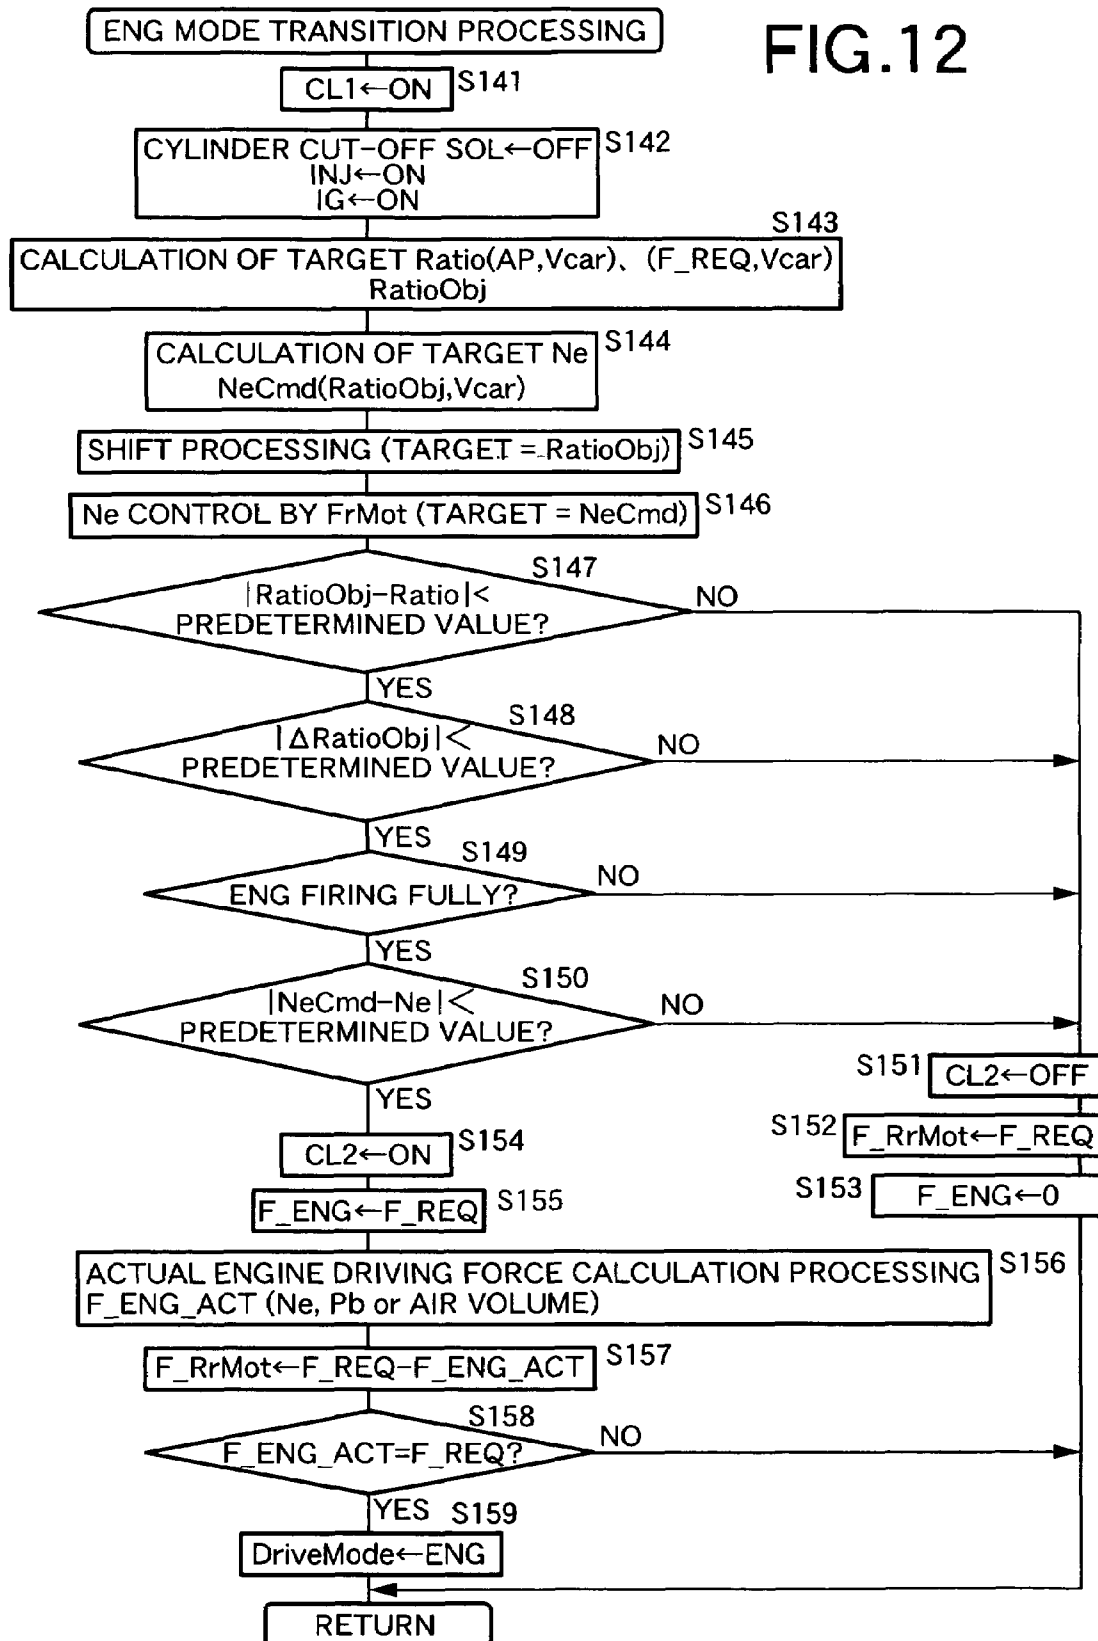 FIG.12
ENG MODE TRANSITION PROCESSING
CL1←ON
S141
CYLINDER CUT-OFF SOL←OFF
INJ←ON
IG←ON
S142
S143
CALCULATION OF TARGET Ratio(AP,Vcar)、(F_REQ,Vcar)
RatioObj
CALCULATION OF TARGET Ne
NeCmd(RatioObj,Vcar)
S144
SHIFT PROCESSING (TARGET = RatioObj)
S145
Ne CONTROL BY FrMot (TARGET = NeCmd)
S146
S147
|RatioObj-Ratio|<
PREDETERMINED VALUE?
NO
YES
S148
|ΔRatioObj|<
PREDETERMINED VALUE?
NO
YES
S149
ENG FIRING FULLY?
NO
YES
S150
|NeCmd-Ne|<
PREDETERMINED VALUE?
NO
YES
S151
CL2←OFF
S152
F_RrMot←F_REQ
S153
F_ENG←0
CL2←ON
S154
F_ENG←F_REQ
S155
ACTUAL ENGINE DRIVING FORCE CALCULATION PROCESSING
F_ENG_ACT (Ne, Pb or AIR VOLUME)
S156
F_RrMot←F_REQ-F_ENG_ACT
S157
S158
F_ENG_ACT=F_REQ?
NO
YES
S159
DriveMode←ENG
RETURN